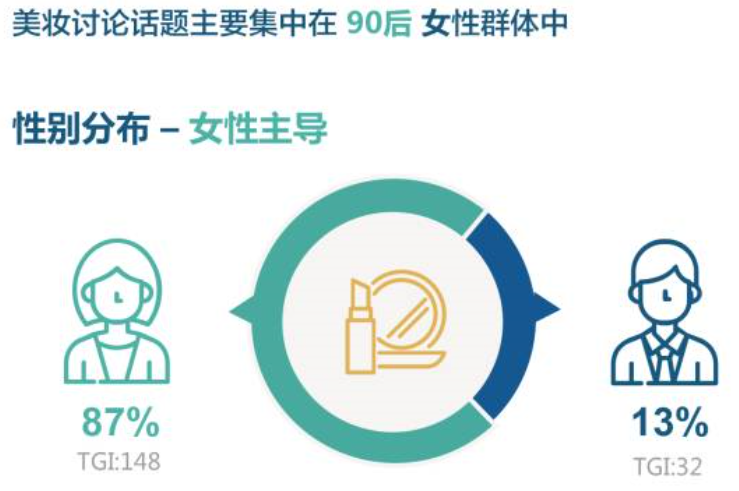 美妆讨论话题主要集中在 90后 女性群体中
性别分布 – 女性主导
87%
TGI:148
13%
TGI:32